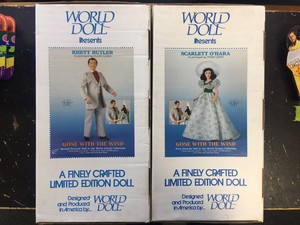 WORLD
DOLL
Presents
RHETT BUTLER
GONE WITH THE WIND
A FINELY CRAFTED
LIMITED EDITION DOLL
Designed
and Produced
in America by...
WORLD
DOLL
WORLD
DOLL
Presents
SCARLETT O'HARA
GONE WITH THE WIND
A FINELY CRAFTED
LIMITED EDITION DOLL
Designed
and Produced
in America by...
WORLD
DOLL